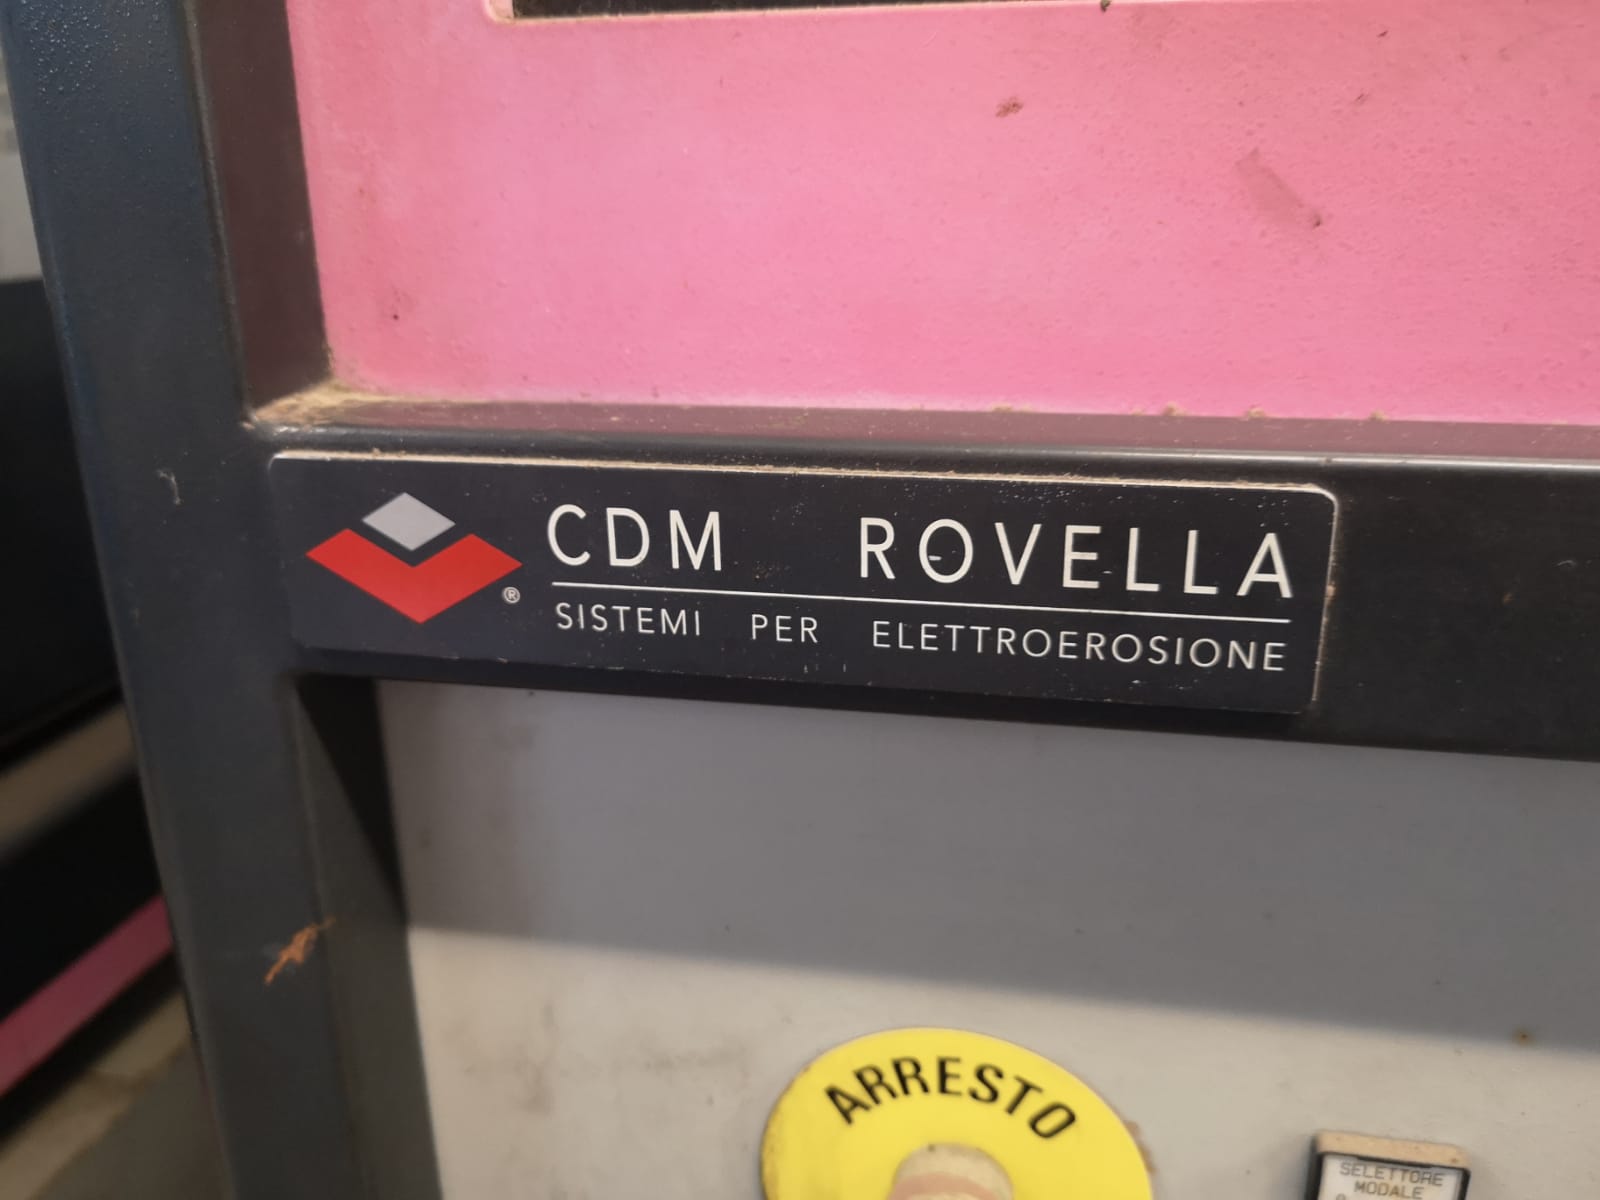 CDM ROVELLA
®
SISTEMI PER ELETTROEROSIONE
ARRESTO
SELETTORE
MODALE